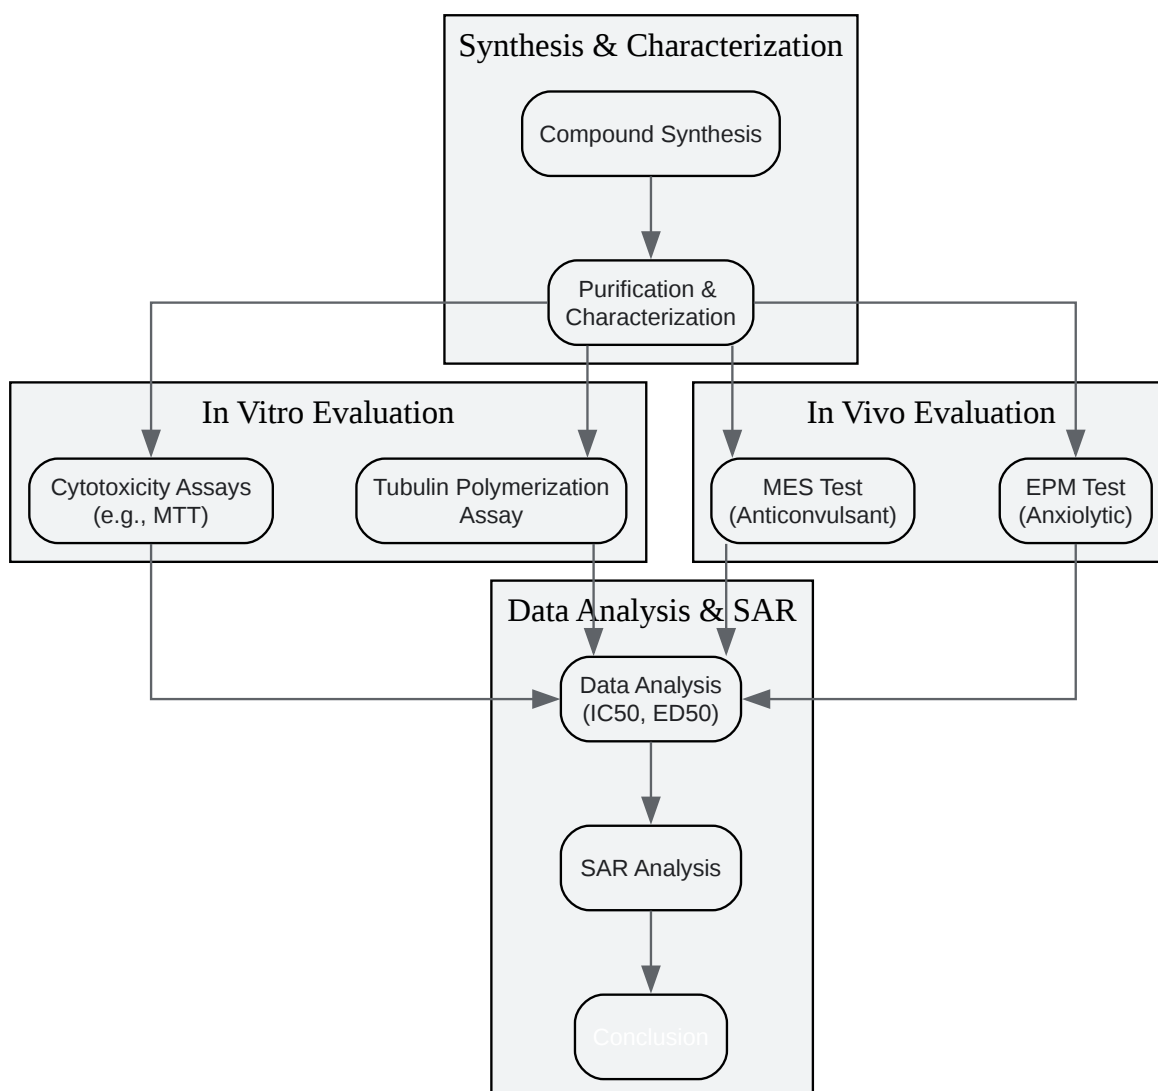 Synthesis & Characterization
Compound Synthesis
Purification &
Characterization
In Vitro Evaluation
Cytotoxicity Assays
(e.g., MTT)
Tubulin Polymerization
Assay
In Vivo Evaluation
MES Test
(Anticonvulsant)
EPM Test
(Anxiolytic)
Data Analysis & SAR
Data Analysis
(IC50, ED50)
SAR Analysis
Conclusion